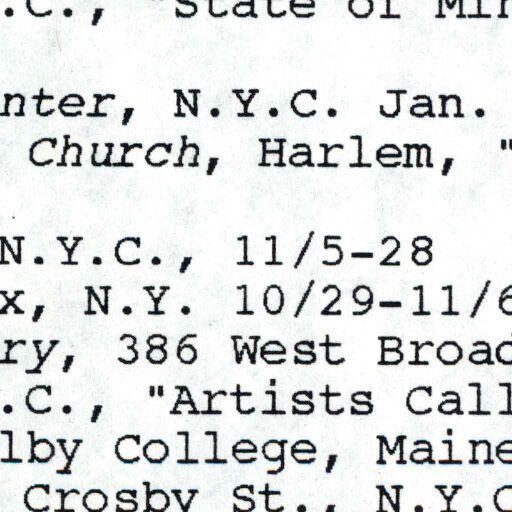 .C., "State of Min
nter, N.Y.C. Jan.
Church, Harlem, "
N.Y.C., 11/5-28
x, N.Y. 10/29-11/6
ry, 386 West Broad
.C., "Artists Call
lby College, Maine
Crosby St., N.Y.C